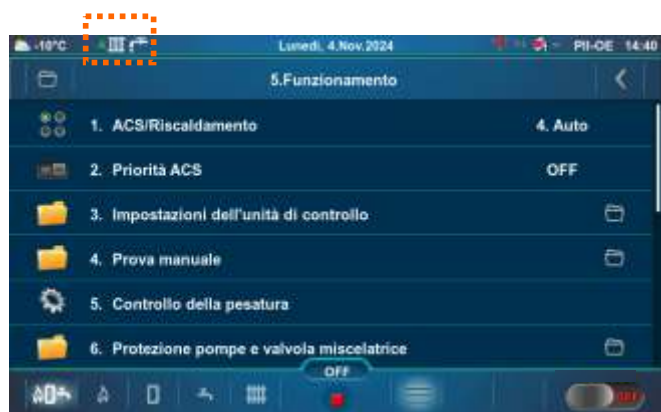 -10°C Lunedì, 4.Nov.2024 PII-OE 14:40
5.Funzionamento
1. ACS/Riscaldamento 4. Auto
2. Priorità ACS OFF
3. Impostazioni dell'unità di controllo
4. Prova manuale
5. Controllo della pesatura
6. Protezione pompe e valvola miscelatrice
OFF
OFF